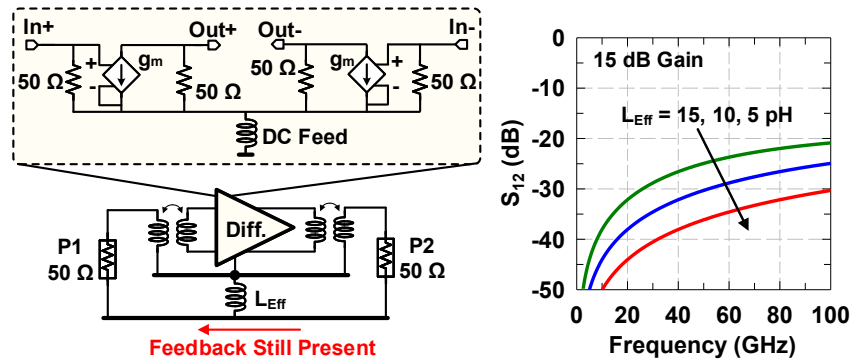 In+
Out+
Out-
In-
50 Ω
+
-
gm
50 Ω
50 Ω
gm
+
-
50 Ω
DC Feed
P1
50 Ω
Diff.
P2
50 Ω
LEff
Feedback Still Present
15 dB Gain
LEff = 15, 10, 5 pH
S12 (dB)
0
-10
-20
-30
-40
-50
0 20 40 60 80 100
Frequency (GHz)